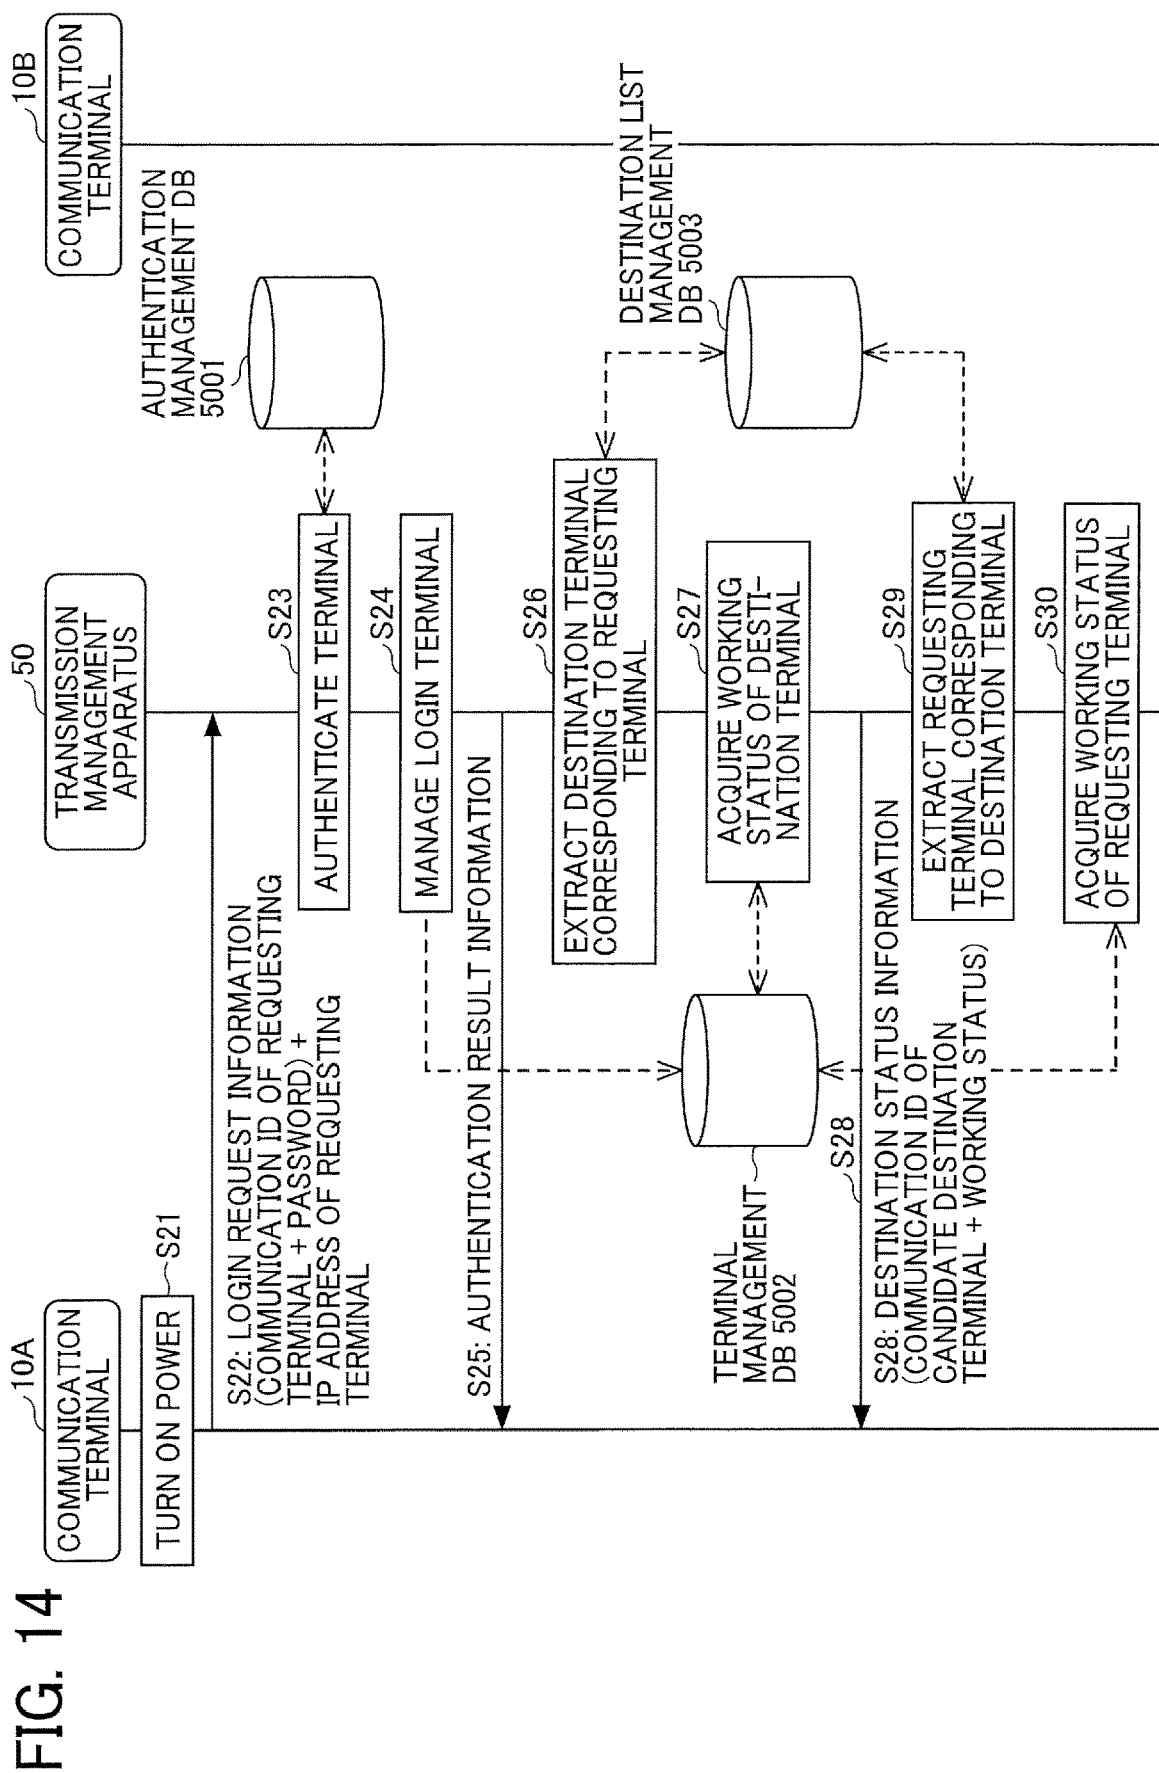 FIG. 14
10A
COMMUNICATION
TERMINAL
50
TRANSMISSION
MANAGEMENT
APPARATUS
10B
COMMUNICATION
TERMINAL
TURN ON POWER
S21
S22: LOGIN REQUEST INFORMATION
(COMMUNICATION ID OF REQUESTING
TERMINAL + PASSWORD) +
IP ADDRESS OF REQUESTING
TERMINAL
AUTHENTICATION
MANAGEMENT DB
5001
S23
AUTHENTICATE TERMINAL
S24
MANAGE LOGIN TERMINAL
S25: AUTHENTICATION RESULT INFORMATION
S26
EXTRACT DESTINATION TERMINAL
CORRESPONDING TO REQUESTING
TERMINAL
DESTINATION LIST
MANAGEMENT
DB 5003
S27
ACQUIRE WORKING
STATUS OF DESTI-
NATION TERMINAL
TERMINAL
MANAGEMENT
DB 5002
S28
S28: DESTINATION STATUS INFORMATION
(COMMUNICATION ID OF
CANDIDATE DESTINATION
TERMINAL + WORKING STATUS)
S29
EXTRACT REQUESTING
TERMINAL CORRESPONDING
TO DESTINATION TERMINAL
S30
ACQUIRE WORKING STATUS
OF REQUESTING TERMINAL